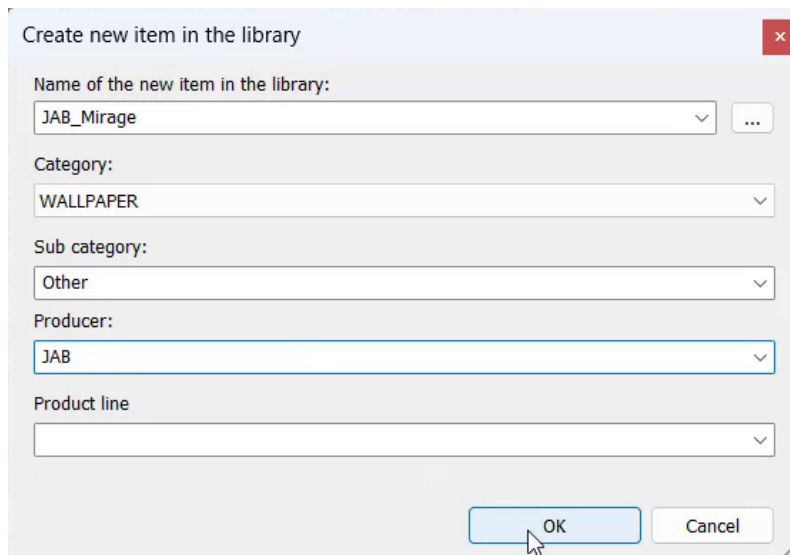 Create new item in the library
Name of the new item in the library:
JAB_Mirage
...
Category:
WALLPAPER
Sub category:
Other
Producer:
JAB
Product line
OK
Cancel